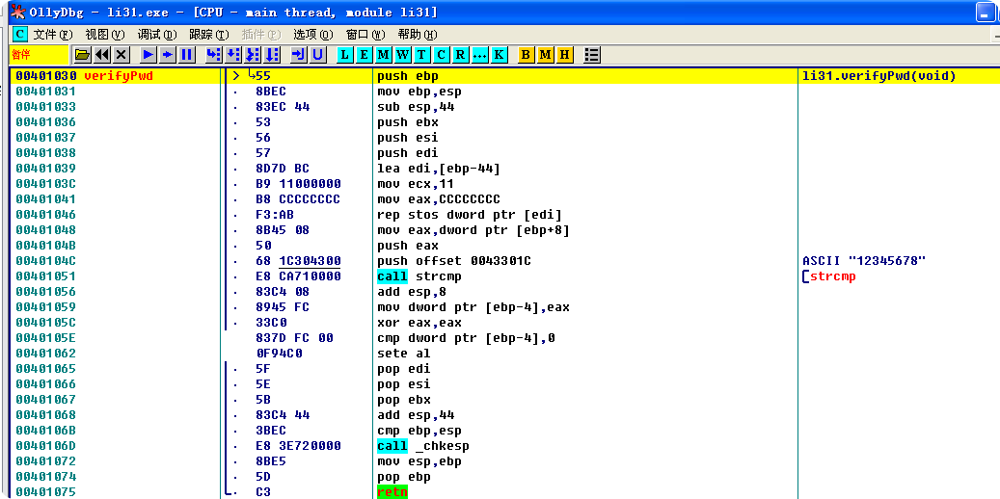 OllyDbg - li31.exe - [CPU - main thread, module li31]
C 文件(F) 视图(V) 调试(D) 跟踪(T) 插件(P) 选项(O) 窗口(W) 帮助(H)
暂停 L E M W T C R ... K B M H
00401030 verifyPwd > 55 push ebp li31.verifyPwd(void)
00401031 . 8BEC mov ebp,esp
00401033 . 83EC 44 sub esp,44
00401036 . 53 push ebx
00401037 . 56 push esi
00401038 . 57 push edi
00401039 . 8D7D BC lea edi,[ebp-44]
0040103C . B9 11000000 mov ecx,11
00401041 . B8 CCCCCCCC mov eax,CCCCCCCC
00401046 . F3:AB rep stos dword ptr [edi]
00401048 . 8B45 08 mov eax,dword ptr [ebp+8]
0040104B . 50 push eax
0040104C . 68 1C304300 push offset 0043301C ASCII "12345678"
00401051 . E8 CA710000 call strcmp strcmp
00401056 . 83C4 08 add esp,8
00401059 . 8945 FC mov dword ptr [ebp-4],eax
0040105C . 33C0 xor eax,eax
0040105E 837D FC 00 cmp dword ptr [ebp-4],0
00401062 0F94C0 sete al
00401065 . 5F pop edi
00401066 . 5E pop esi
00401067 . 5B pop ebx
00401068 . 83C4 44 add esp,44
0040106B . 3BEC cmp ebp,esp
0040106D . E8 3E720000 call _chkesp
00401072 . 8BE5 mov esp,ebp
00401074 . 5D pop ebp
00401075 . C3 retn